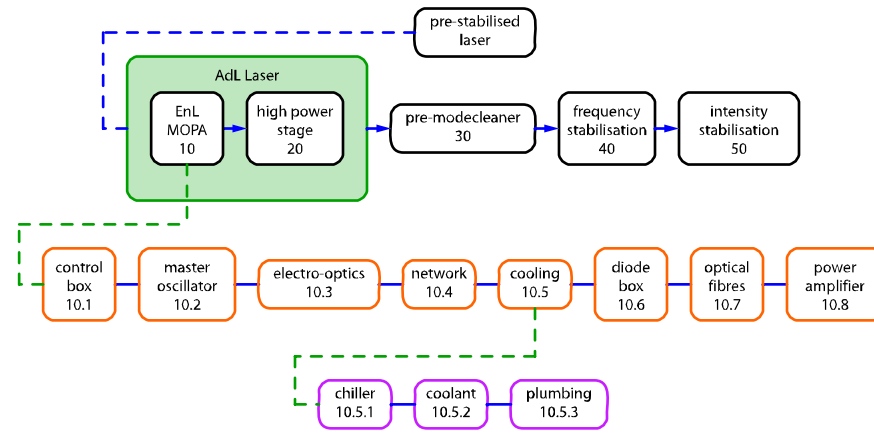 pre-stabilised
laser
AdL Laser
EnL
MOPA
10
high power
stage
20
pre-modecleaner
30
frequency
stabilisation
40
intensity
stabilisation
50
control
box
10.1
master
oscillator
10.2
electro-optics
10.3
network
10.4
cooling
10.5
diode
box
10.6
optical
fibres
10.7
power
amplifier
10.8
chiller
10.5.1
coolant
10.5.2
plumbing
10.5.3